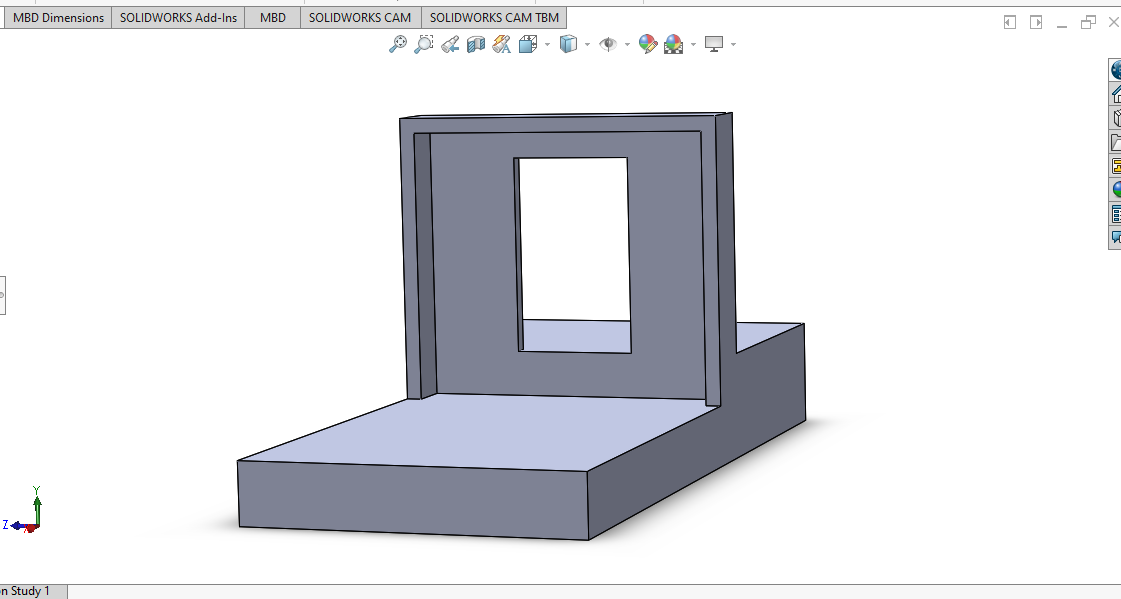 MBD Dimensions SOLIDWORKS Add-Ins MBD SOLIDWORKS CAM SOLIDWORKS CAM TBM
Y
Z
n Study 1